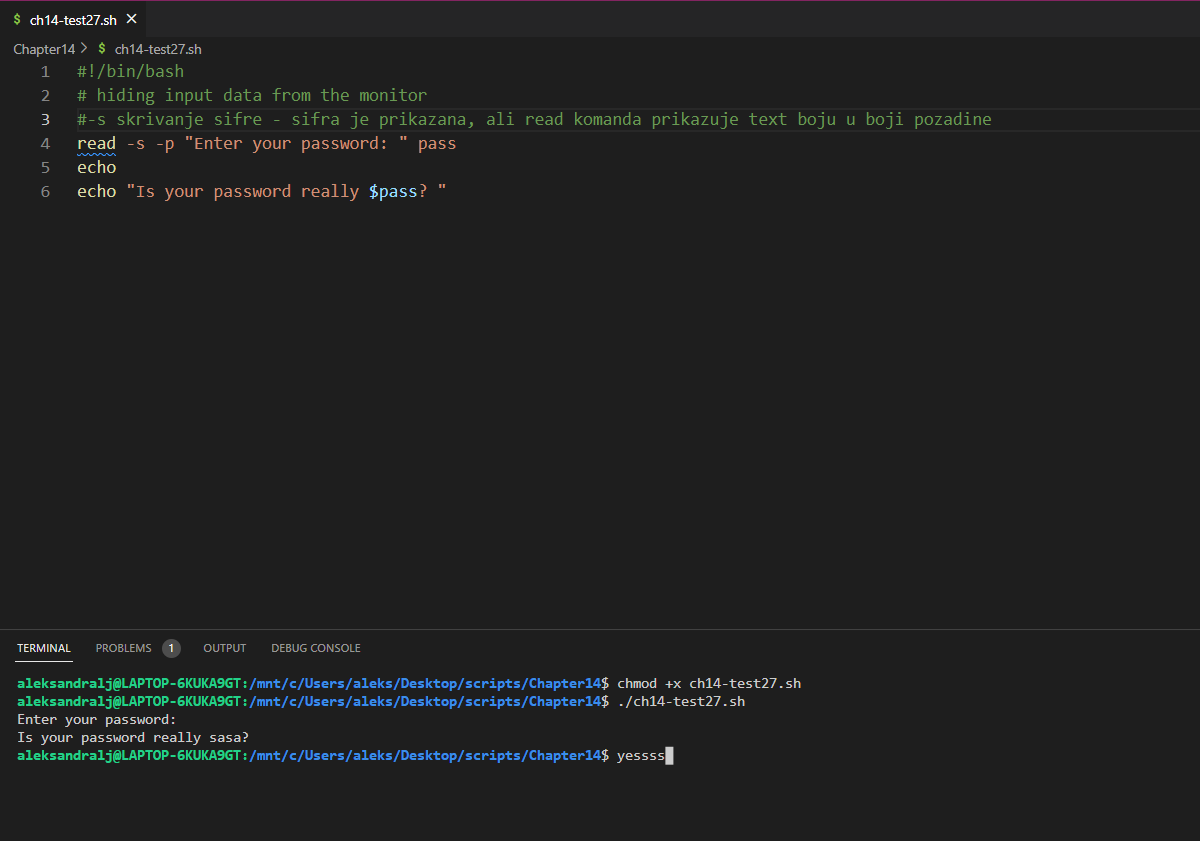 $ ch14-test27.sh ✕
Chapter14 > $ ch14-test27.sh
1 #!/bin/bash
2 # hiding input data from the monitor
3 #-s skrivanje sifre - sifra je prikazana, ali read komanda prikazuje text boju u boji pozadine
4 read -s -p "Enter your password: " pass
5 echo
6 echo "Is your password really $pass? "
TERMINAL PROBLEMS 1 OUTPUT DEBUG CONSOLE
aleksandralj@LAPTOP-6KUKA9GT:/mnt/c/Users/aleks/Desktop/scripts/Chapter14$ chmod +x ch14-test27.sh
aleksandralj@LAPTOP-6KUKA9GT:/mnt/c/Users/aleks/Desktop/scripts/Chapter14$ ./ch14-test27.sh
Enter your password:
Is your password really sasa?
aleksandralj@LAPTOP-6KUKA9GT:/mnt/c/Users/aleks/Desktop/scripts/Chapter14$ yessss